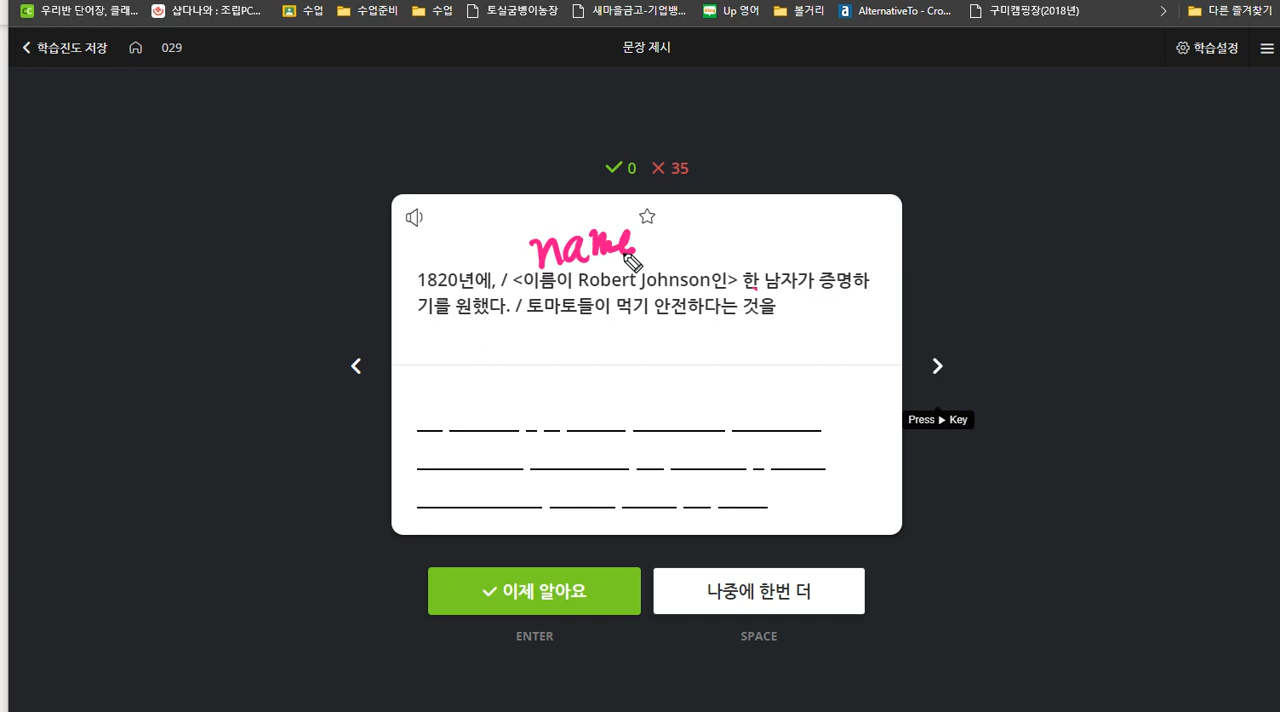 우리반 단어장, 클래... 샵다나와 : 조립PC... 수업 수업준비 수업 토실굼벵이농장 새마을금고-기업뱅... Up 영어 볼거리 AlternativeTo - Cro... 구미캠핑장(2018년) 다른 즐겨찾기
학습진도 저장 029 문장 제시 학습설정
0 35
name
1820년에, / <이름이 Robert Johnson인> 한 남자가 증명하
기를 원했다. / 토마토들이 먹기 안전하다는 것을
Press ▶ Key
이제 알아요 나중에 한번 더
ENTER SPACE